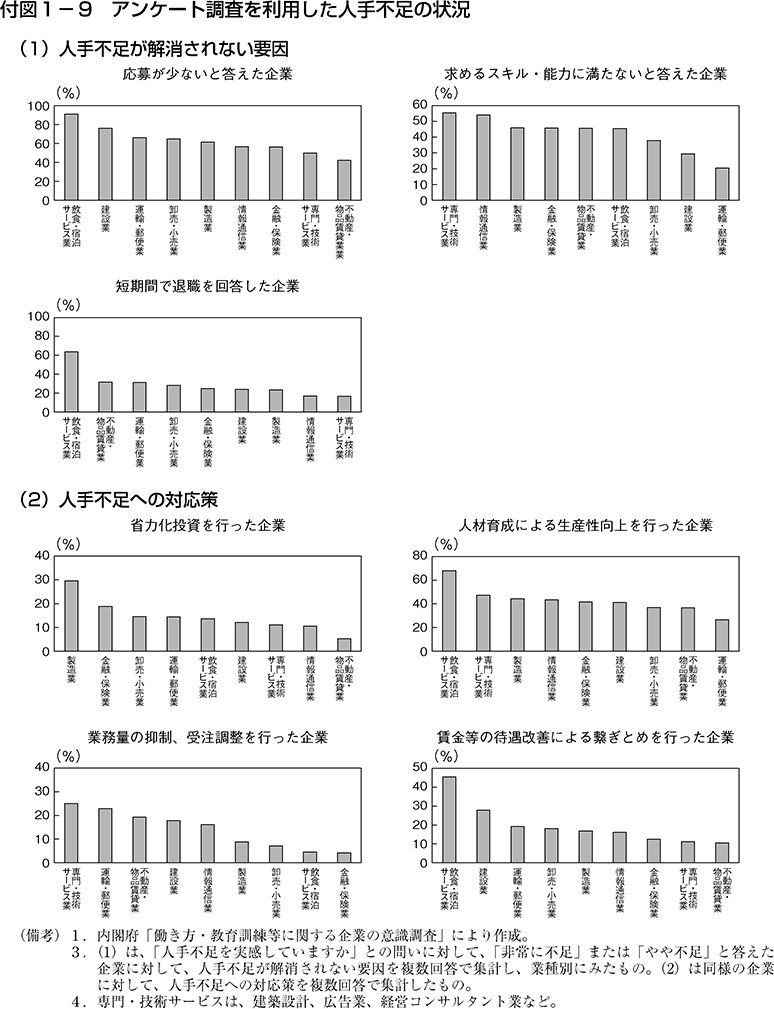 付図１－９　アンケート調査を利用した人手不足の状況
（1）人手不足が解消されない要因
応募が少ないと答えた企業
（%）
100
80
60
40
20
0
飲食・宿泊サービス業
建設業
運輸・郵便業
卸売・小売業
製造業
情報通信業
金融・保険業
専門・技術サービス業
不動産・物品賃貸業業
求めるスキル・能力に満たないと答えた企業
（%）
60
50
40
30
20
10
0
専門・技術サービス業
情報通信業
製造業
金融・保険業
不動産・物品賃貸業
飲食・宿泊サービス業
卸売・小売業
建設業
運輸・郵便業
短期間で退職を回答した企業
（%）
100
80
60
40
20
0
飲食・宿泊サービス業
不動産・物品賃貸業
運輸・郵便業
卸売・小売業
金融・保険業
建設業
製造業
情報通信業
専門・技術サービス業
（2）人手不足への対応策
省力化投資を行った企業
（%）
40
30
20
10
0
製造業
金融・保険業
卸売・小売業
運輸・郵便業
飲食・宿泊サービス業
建設業
専門・技術サービス業
情報通信業
不動産・物品賃貸業
人材育成による生産性向上を行った企業
（%）
80
60
40
20
0
飲食・宿泊サービス業
専門・技術サービス業
製造業
情報通信業
金融・保険業
建設業
卸売・小売業
不動産・物品賃貸業
運輸・郵便業
業務量の抑制、受注調整を行った企業
（%）
40
30
20
10
0
専門・技術サービス業
運輸・郵便業
不動産・物品賃貸業
建設業
情報通信業
製造業
卸売・小売業
飲食・宿泊サービス業
金融・保険業
賃金等の待遇改善による繋ぎとめを行った企業
（%）
50
40
30
20
10
0
飲食・宿泊サービス業
建設業
運輸・郵便業
卸売・小売業
製造業
情報通信業
金融・保険業
専門・技術サービス業
不動産・物品賃貸業
（備考）１．内閣府「働き方・教育訓練等に関する企業の意識調査」により作成。
３．（1）は、「人手不足を実感していますか」との問いに対して、「非常に不足」または「やや不足」と答えた
企業に対して、人手不足が解消されない要因を複数回答で集計し、業種別にみたもの。（2）は同様の企業
に対して、人手不足への対応策を複数回答で集計したもの。
４．専門・技術サービスは、建築設計、広告業、経営コンサルタント業など。